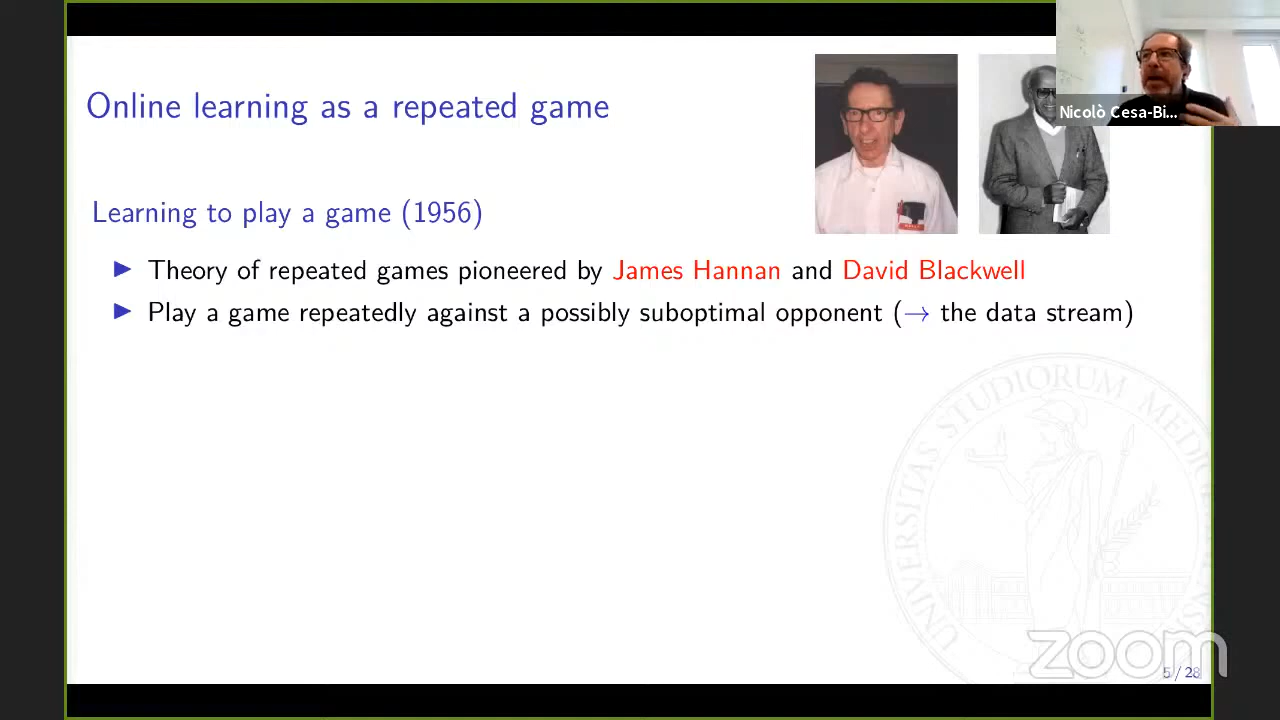 Online learning as a repeated game
Nicolò Cesa-Bi...
Learning to play a game (1956)
▶ Theory of repeated games pioneered by James Hannan and David Blackwell
▶ Play a game repeatedly against a possibly suboptimal opponent (→ the data stream)
UNIVERSITAS STUDIORUM MEDIOLANENSIS
zoom
5 / 28